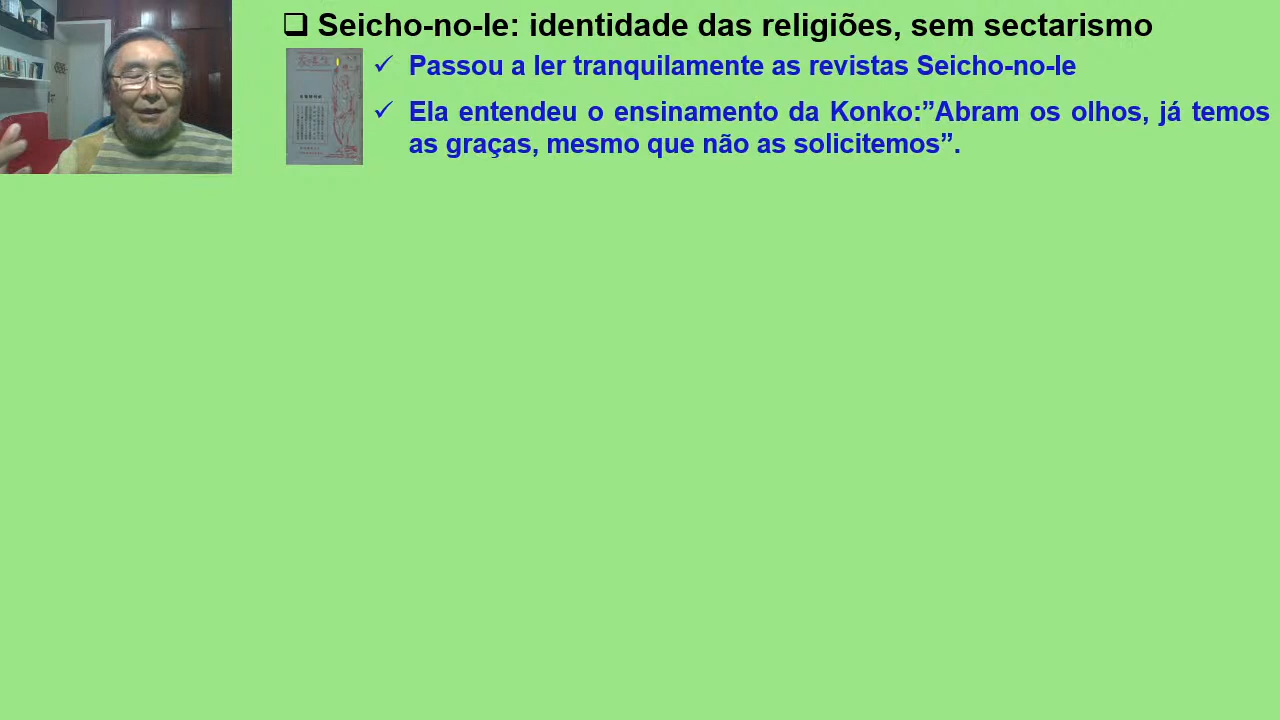 ❑ Seicho-no-Ie: identidade das religiões, sem sectarismo
✓ Passou a ler tranquilamente as revistas Seicho-no-Ie
✓ Ela entendeu o ensinamento da Konko:”Abram os olhos, já temos
as graças, mesmo que não as solicitemos”.